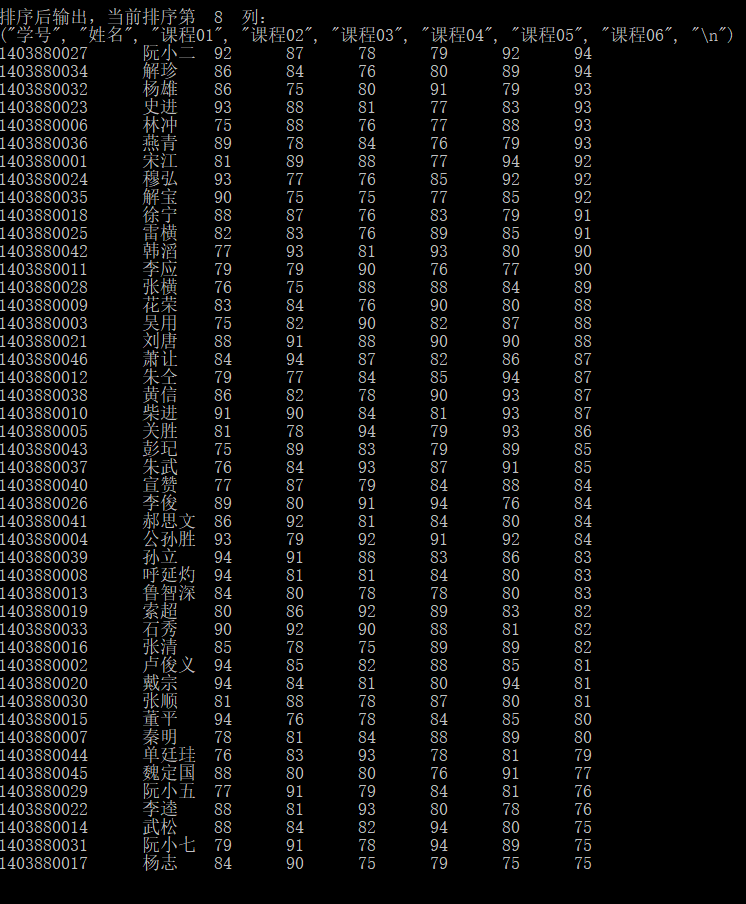 排序后输出，当前排序第  8  列：
("学号", "姓名", "课程01", "课程02", "课程03", "课程04", "课程05", "课程06", "\n")
1403880027 阮小二 92 87 78 79 92 94
1403880034 解珍 86 84 76 80 89 94
1403880032 杨雄 86 75 80 91 79 93
1403880023 史进 93 88 81 77 83 93
1403880006 林冲 75 88 76 77 88 93
1403880036 燕青 89 78 84 76 79 93
1403880001 宋江 81 89 88 77 94 92
1403880024 穆弘 93 77 76 85 92 92
1403880035 解宝 90 75 75 77 85 92
1403880018 徐宁 88 87 76 83 79 91
1403880025 雷横 82 83 76 89 85 91
1403880042 韩滔 77 93 81 93 80 90
1403880011 李应 79 79 90 76 77 90
1403880028 张横 76 75 88 88 84 89
1403880009 花荣 83 84 76 90 80 88
1403880003 吴用 75 82 90 82 87 88
1403880021 刘唐 88 91 88 90 90 88
1403880046 萧让 84 94 87 82 86 87
1403880012 朱仝 79 77 84 85 94 87
1403880038 黄信 86 82 78 90 93 87
1403880010 柴进 91 90 84 81 93 87
1403880005 关胜 81 78 94 79 93 86
1403880043 彭玘 75 89 83 79 89 85
1403880037 朱武 76 84 93 87 91 85
1403880040 宣赞 77 87 79 84 88 84
1403880026 李俊 89 80 91 94 76 84
1403880041 郝思文 86 92 81 84 80 84
1403880004 公孙胜 93 79 92 91 92 84
1403880039 孙立 94 91 88 83 86 83
1403880008 呼延灼 94 81 81 84 80 83
1403880013 鲁智深 84 80 78 78 80 83
1403880019 索超 80 86 92 89 83 82
1403880033 石秀 90 92 90 88 81 82
1403880016 张清 85 78 75 89 89 82
1403880002 卢俊义 94 85 82 88 85 81
1403880020 戴宗 94 84 81 80 94 81
1403880030 张顺 81 88 78 87 80 81
1403880015 董平 94 76 78 84 85 80
1403880007 秦明 78 81 84 88 89 80
1403880044 单廷珪 76 83 93 78 81 79
1403880045 魏定国 88 80 80 76 91 77
1403880029 阮小五 77 91 79 84 81 76
1403880022 李逵 88 81 93 80 78 76
1403880014 武松 88 84 82 94 80 75
1403880031 阮小七 79 91 78 94 89 75
1403880017 杨志 84 90 75 79 75 75